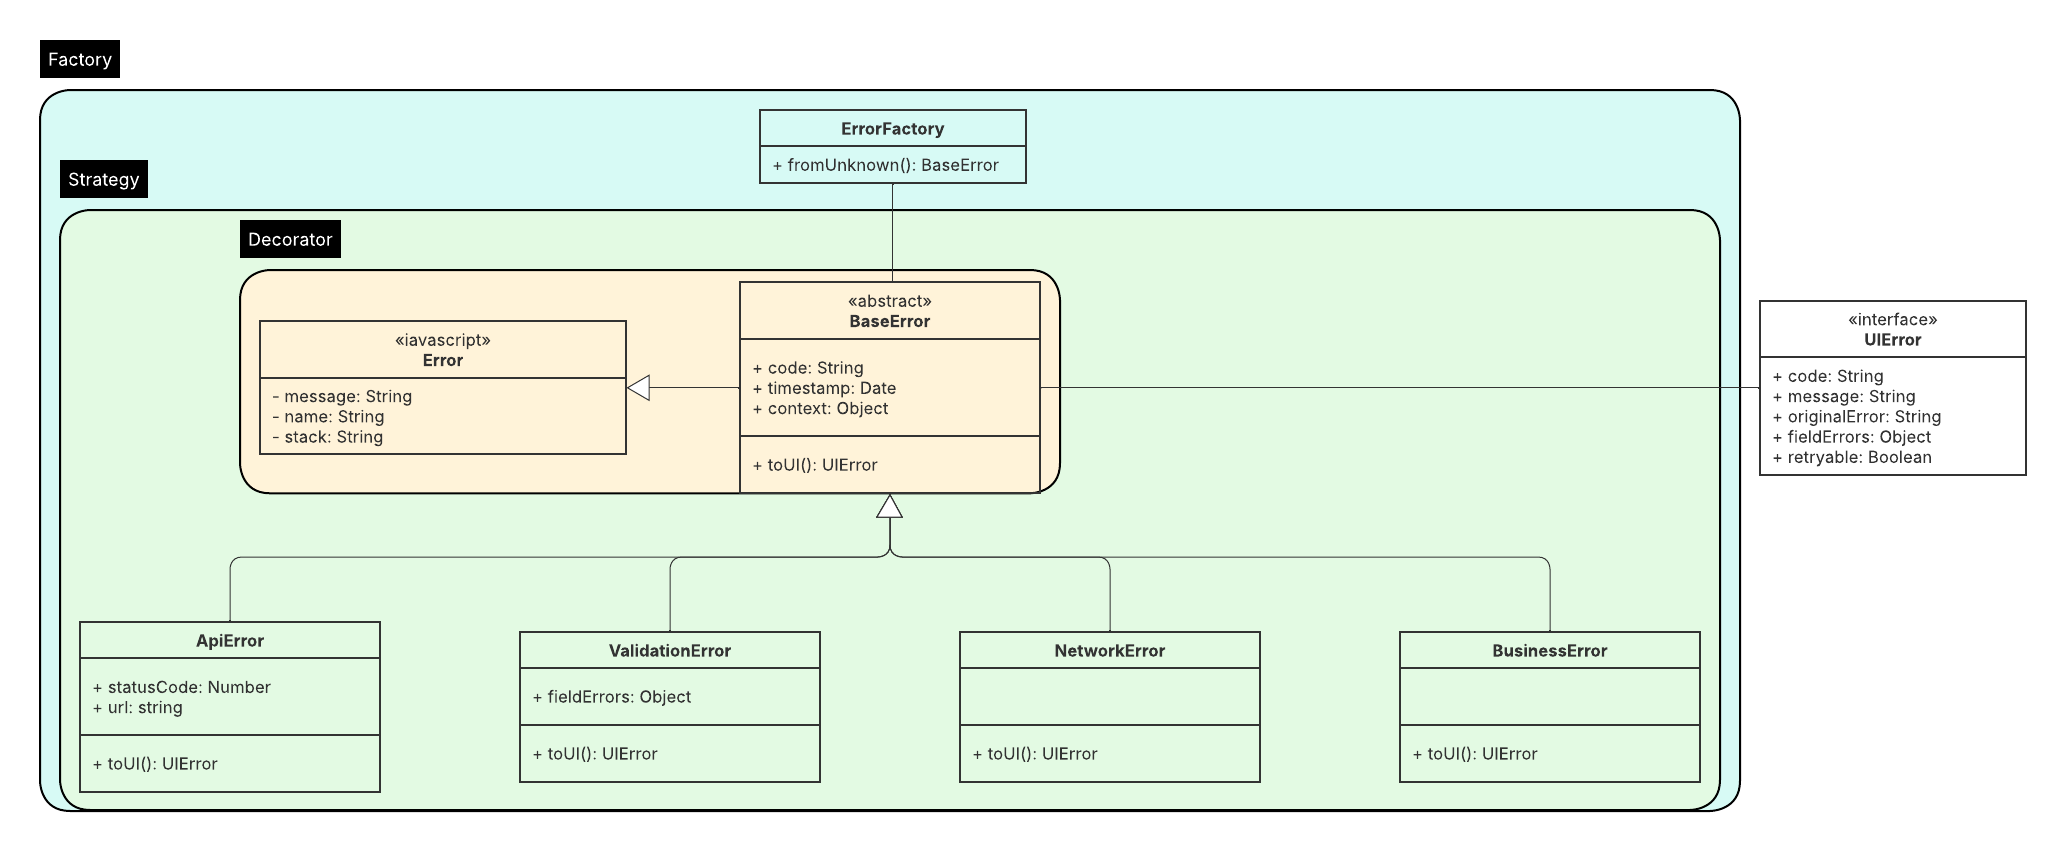 Factory
ErrorFactory
+ fromUnknown(): BaseError
Strategy
Decorator
«abstract»
BaseError
+ code: String
+ timestamp: Date
+ context: Object
+ toUI(): UIError
«iavascript»
Error
- message: String
- name: String
- stack: String
«interface»
UIError
+ code: String
+ message: String
+ originalError: String
+ fieldErrors: Object
+ retryable: Boolean
ApiError
+ statusCode: Number
+ url: string
+ toUI(): UIError
ValidationError
+ fieldErrors: Object
+ toUI(): UIError
NetworkError
+ toUI(): UIError
BusinessError
+ toUI(): UIError